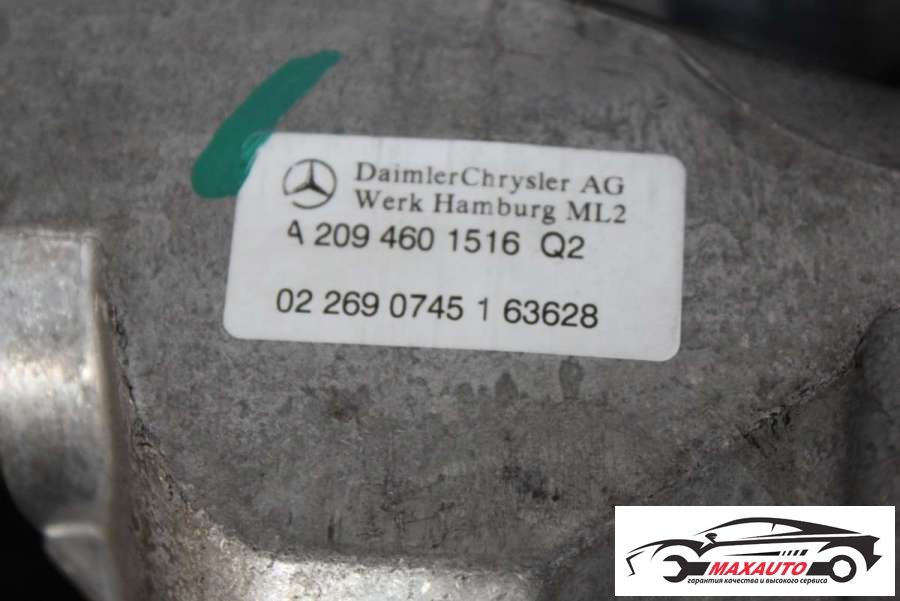 DaimlerChrysler AG
Werk Hamburg ML2
A 209 460 1516 Q2
02 269 0745 1 63628
MAXAUTO
гарантия качества и высокого сервиса